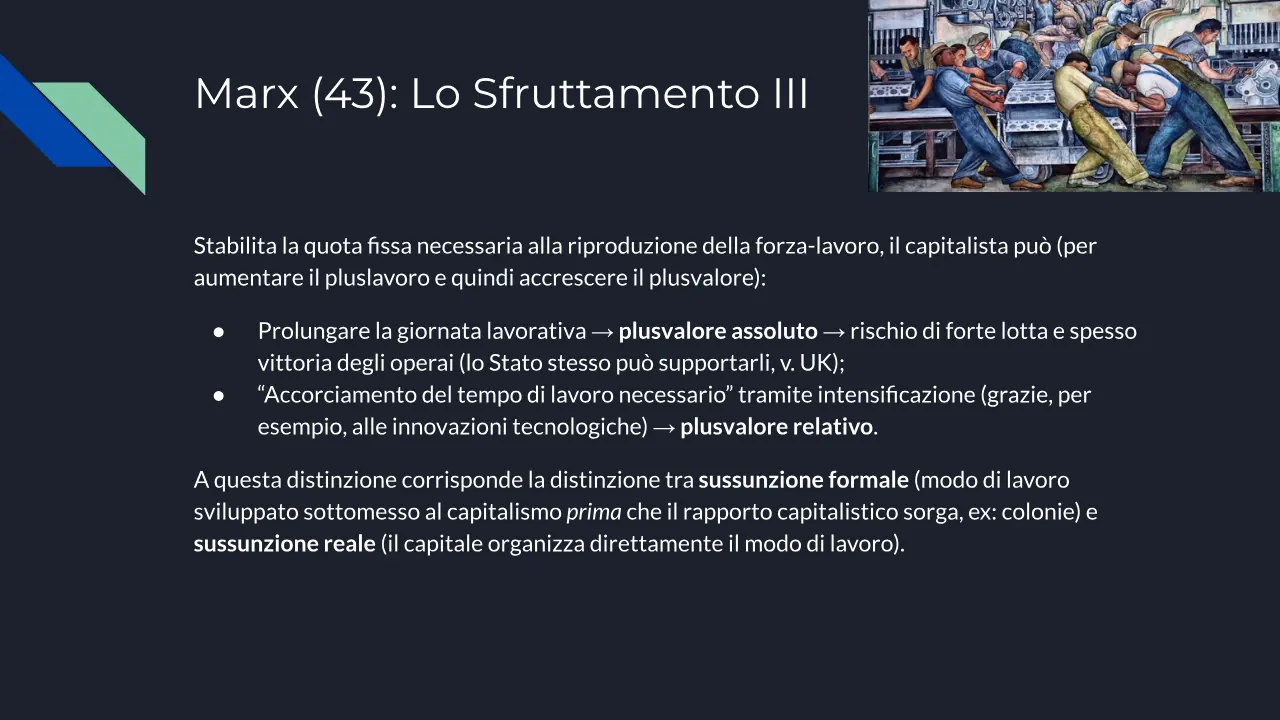 Marx (43): Lo Sfruttamento III
Stabilita la quota fissa necessaria alla riproduzione della forza-lavoro, il capitalista può (per
aumentare il pluslavoro e quindi accrescere il plusvalore):
● Prolungare la giornata lavorativa → plusvalore assoluto → rischio di forte lotta e spesso
vittoria degli operai (lo Stato stesso può supportarli, v. UK);
● “Accorciamento del tempo di lavoro necessario” tramite intensificazione (grazie, per
esempio, alle innovazioni tecnologiche) → plusvalore relativo.
A questa distinzione corrisponde la distinzione tra sussunzione formale (modo di lavoro
sviluppato sottomesso al capitalismo prima che il rapporto capitalistico sorga, ex: colonie) e
sussunzione reale (il capitale organizza direttamente il modo di lavoro).